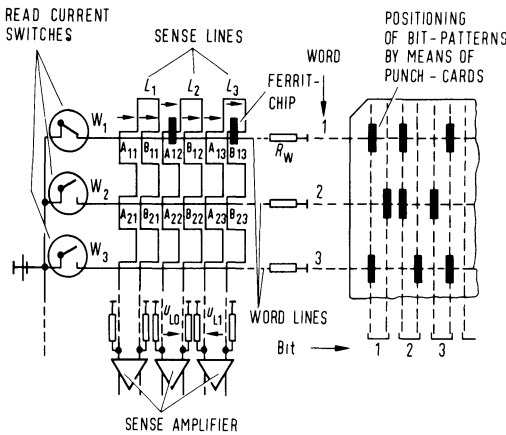 READ CURRENT
SWITCHES
SENSE LINES
L1 L2 L3
FERRIT-
CHIP
WORD
POSITIONING
OF BIT-PATTERNS
BY MEANS OF
PUNCH-CARDS
W1
A11 B11 A12 B12 A13 B13
RW
1
W2
A21 B21 A22 B22 A23 B23
2
W3
3
WORD LINES
UL0 UL1
Bit
1 2 3
SENSE AMPLIFIER